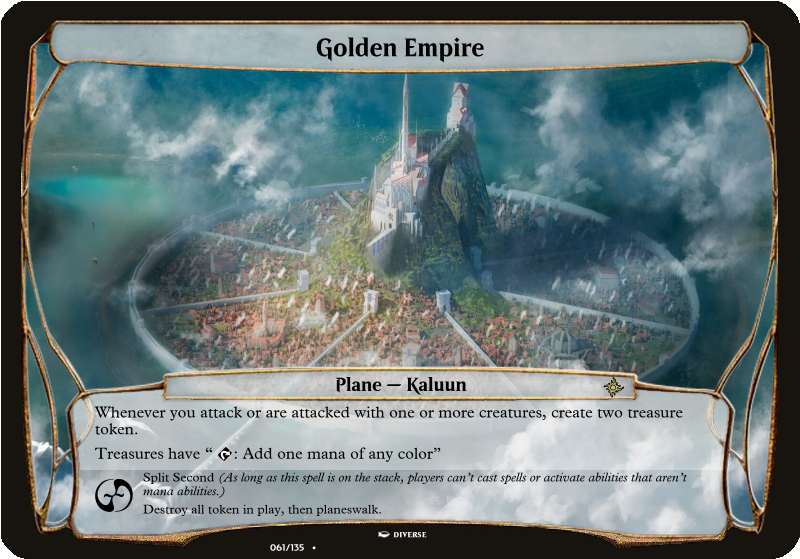 Golden Empire
Plane — Kaluun
Whenever you attack or are attacked with one or more creatures, create two treasure
token.
Treasures have “ : Add one mana of any color”
Split Second (As long as this spell is on the stack, players can't cast spells or activate abilities that aren't
mana abilities.)
Destroy all token in play, then planeswalk.
DIVERSE
061/135 •